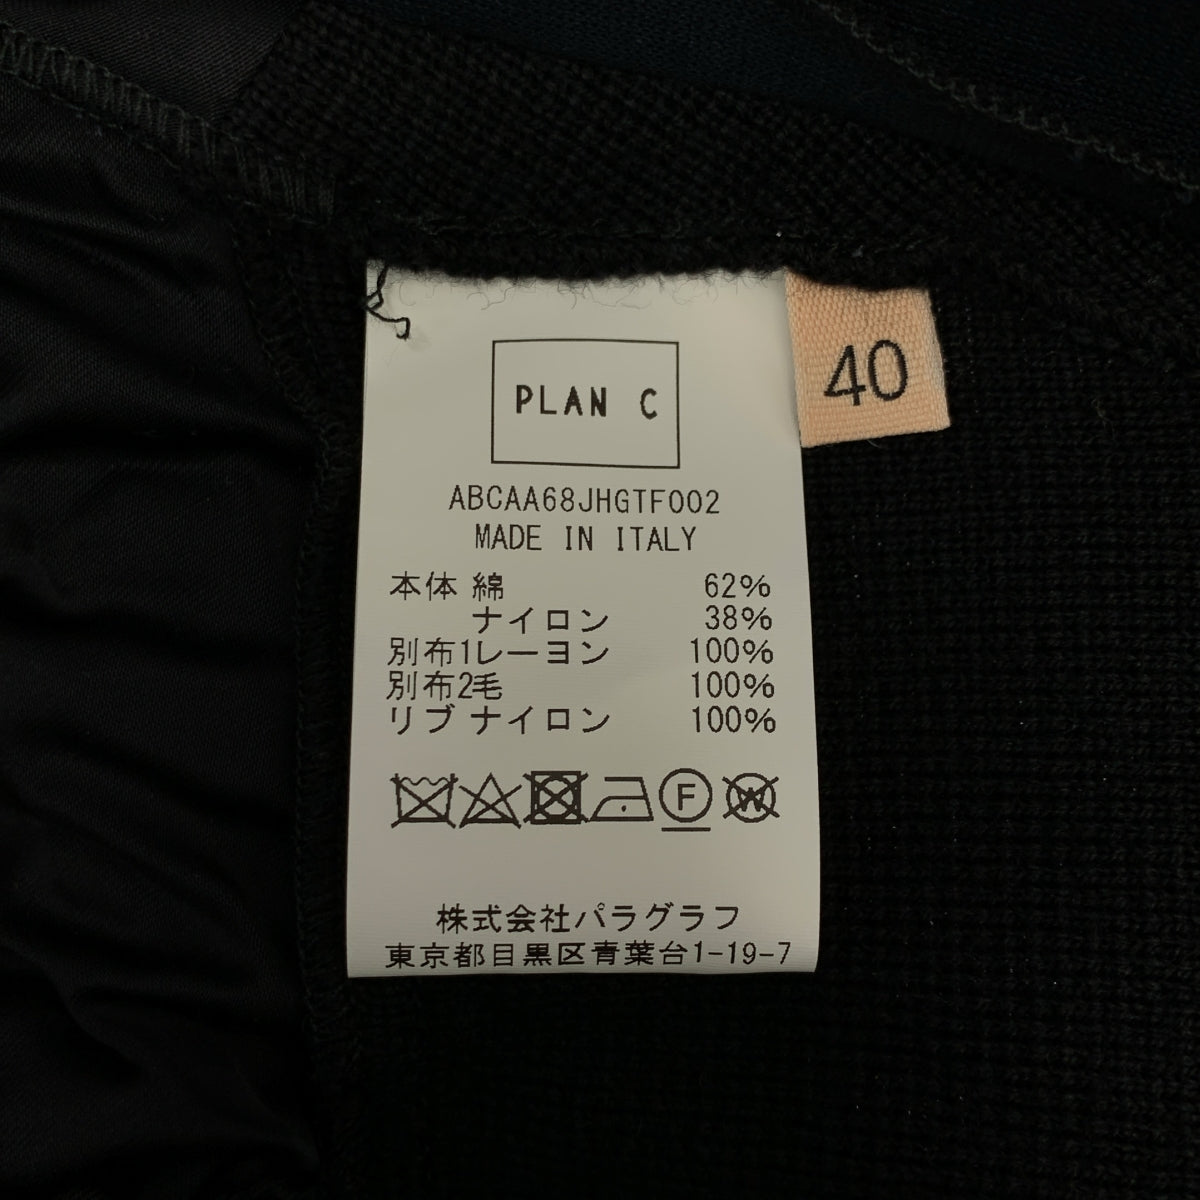 PLAN C
40
ABCAA68JHGTF002
MADE IN ITALY
本体 綿 62%
ナイロン 38%
別布1レーヨン 100%
別布2毛 100%
リブ ナイロン 100%
F W
株式会社パラグラフ
東京都目黒区青葉台1-19-7